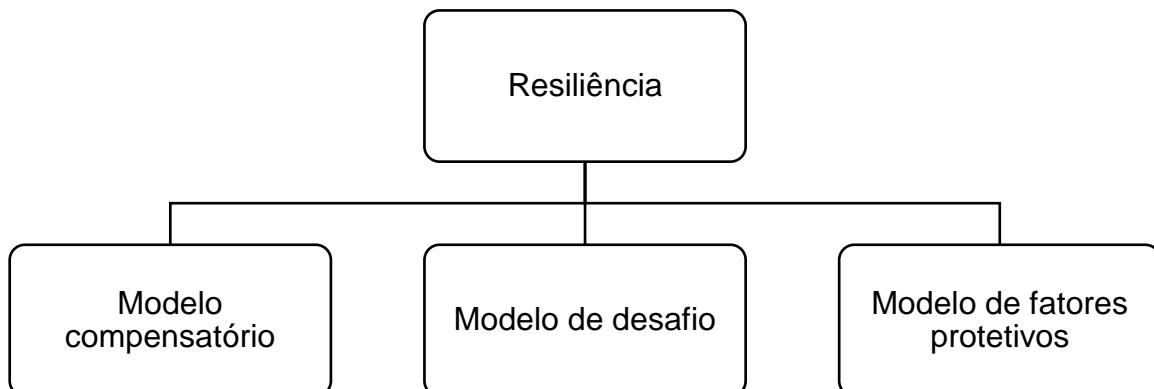 Resiliência
Modelo
compensatório
Modelo de desafio
Modelo de fatores
protetivos